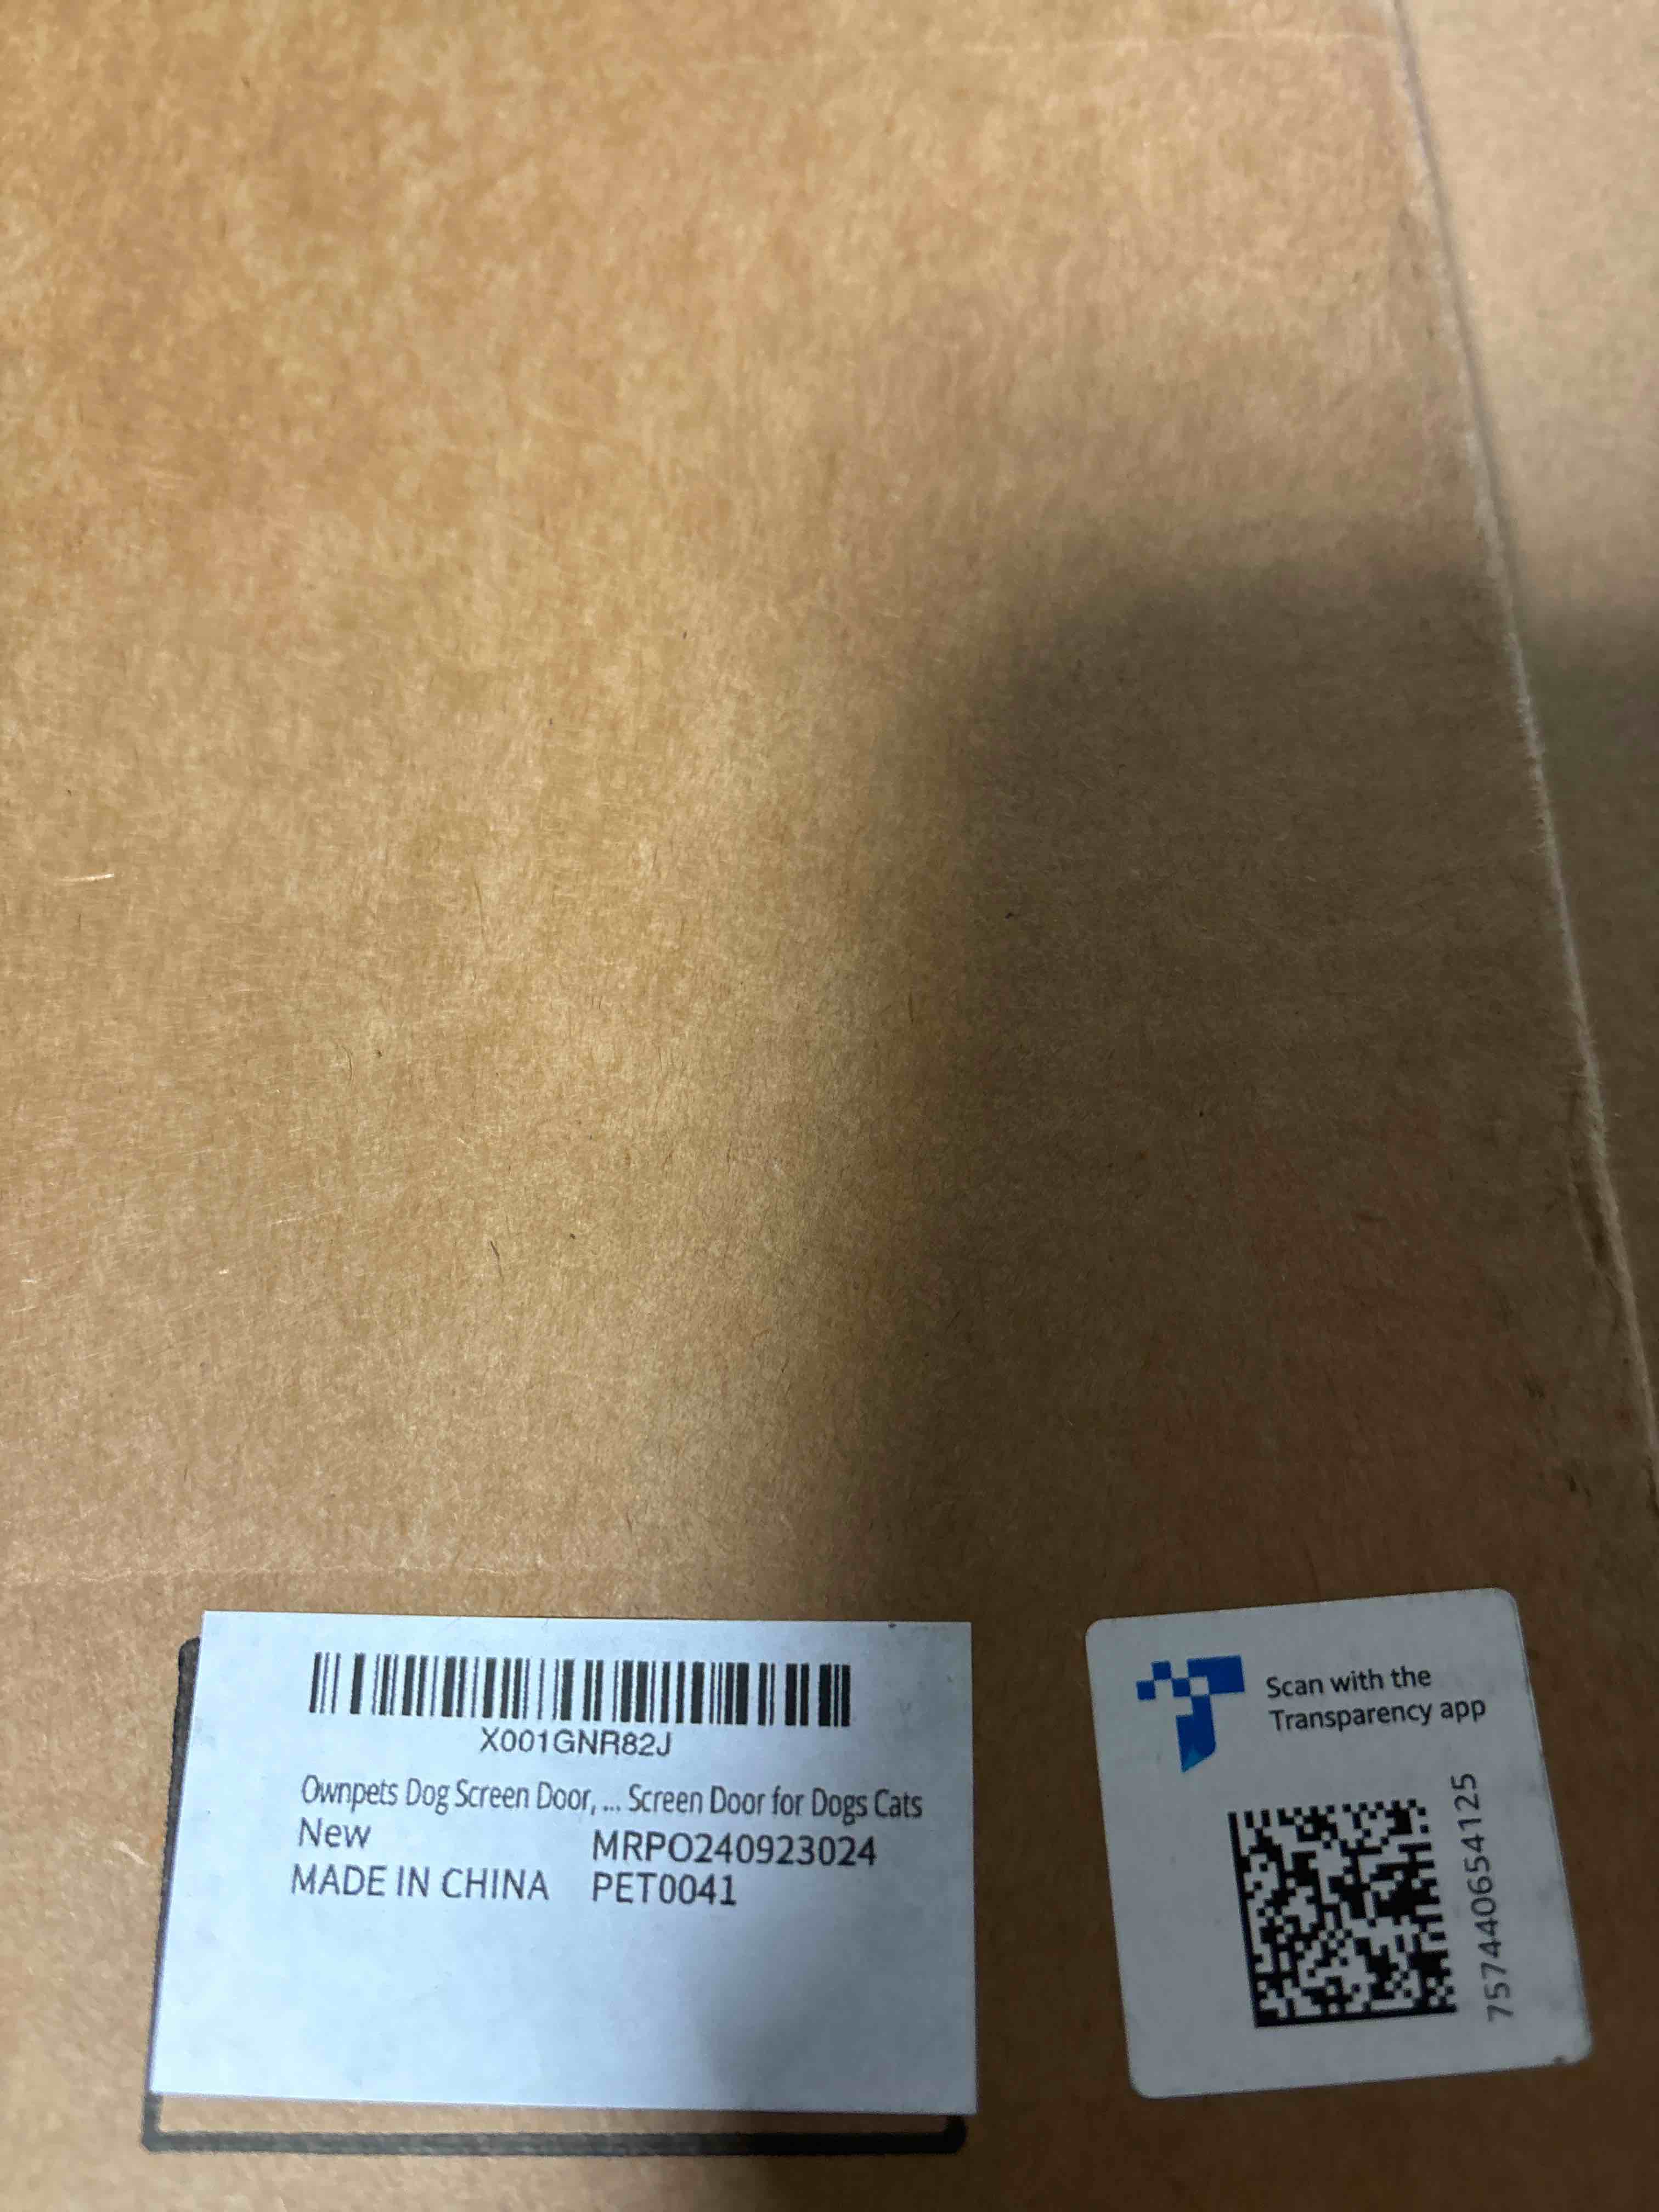 X001GNR82J
Ownpets Dog Screen Door, ... Screen Door for Dogs Cats
New MRPO240923024
MADE IN CHINA PET0041
Scan with the
Transparency app
757440654125